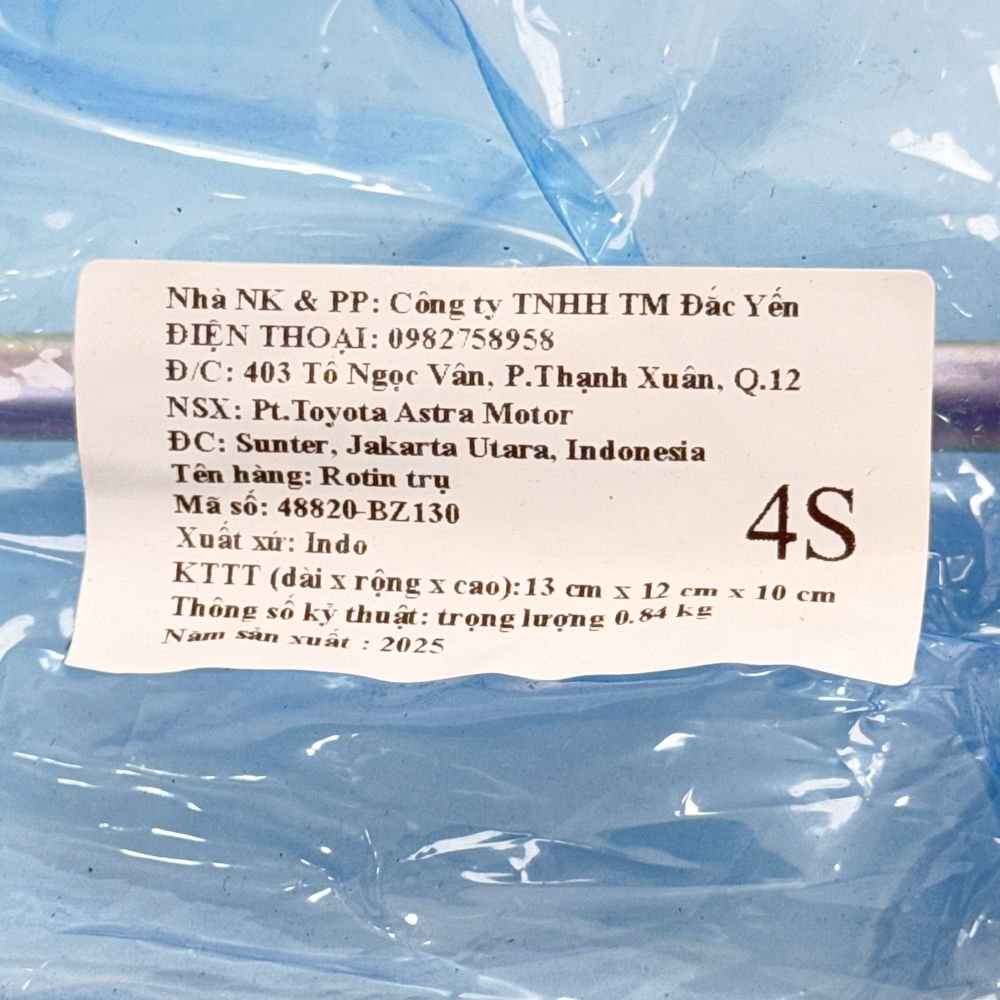 Nhà NK & PP: Công ty TNHH TM Đắc Yến
ĐIỆN THOẠI: 0982758958
Đ/C: 403 Tô Ngọc Vân, P.Thạnh Xuân, Q.12
NSX: Pt.Toyota Astra Motor
ĐC: Sunter, Jakarta Utara, Indonesia
Tên hàng: Rotin trụ
Mã số: 48820-BZ130
4S
Xuất xứ: Indo
KTTT (dài x rộng x cao):13 cm x 12 cm x 10 cm
Thông số kỷ thuật: trọng lượng 0.84 kg
Năm sản xuất : 2025